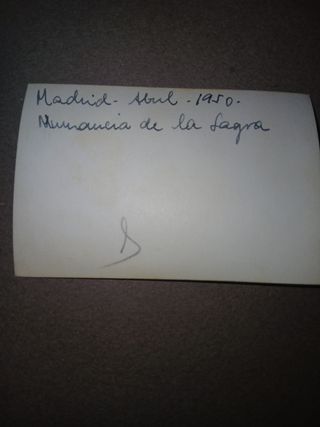 Madrid - Abril - 1950.
Numancia de la Sagra